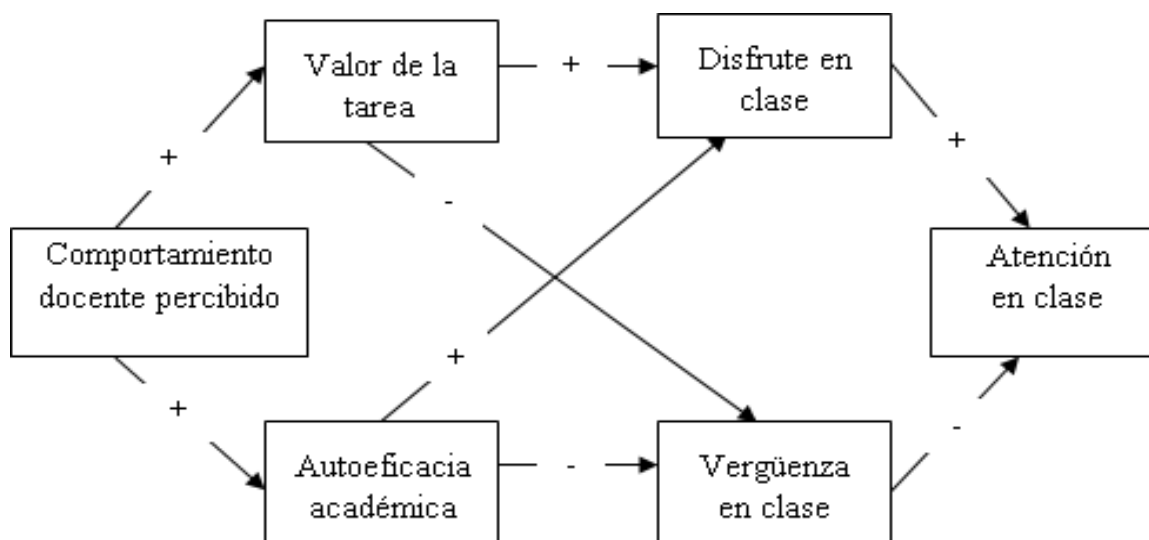 Valor de la
tarea
+
Disfrute en
clase
+
+
-
Comportamiento
docente percibido
Atención
en clase
+
+
-
Autoeficacia
académica
-
Vergüenza
en clase